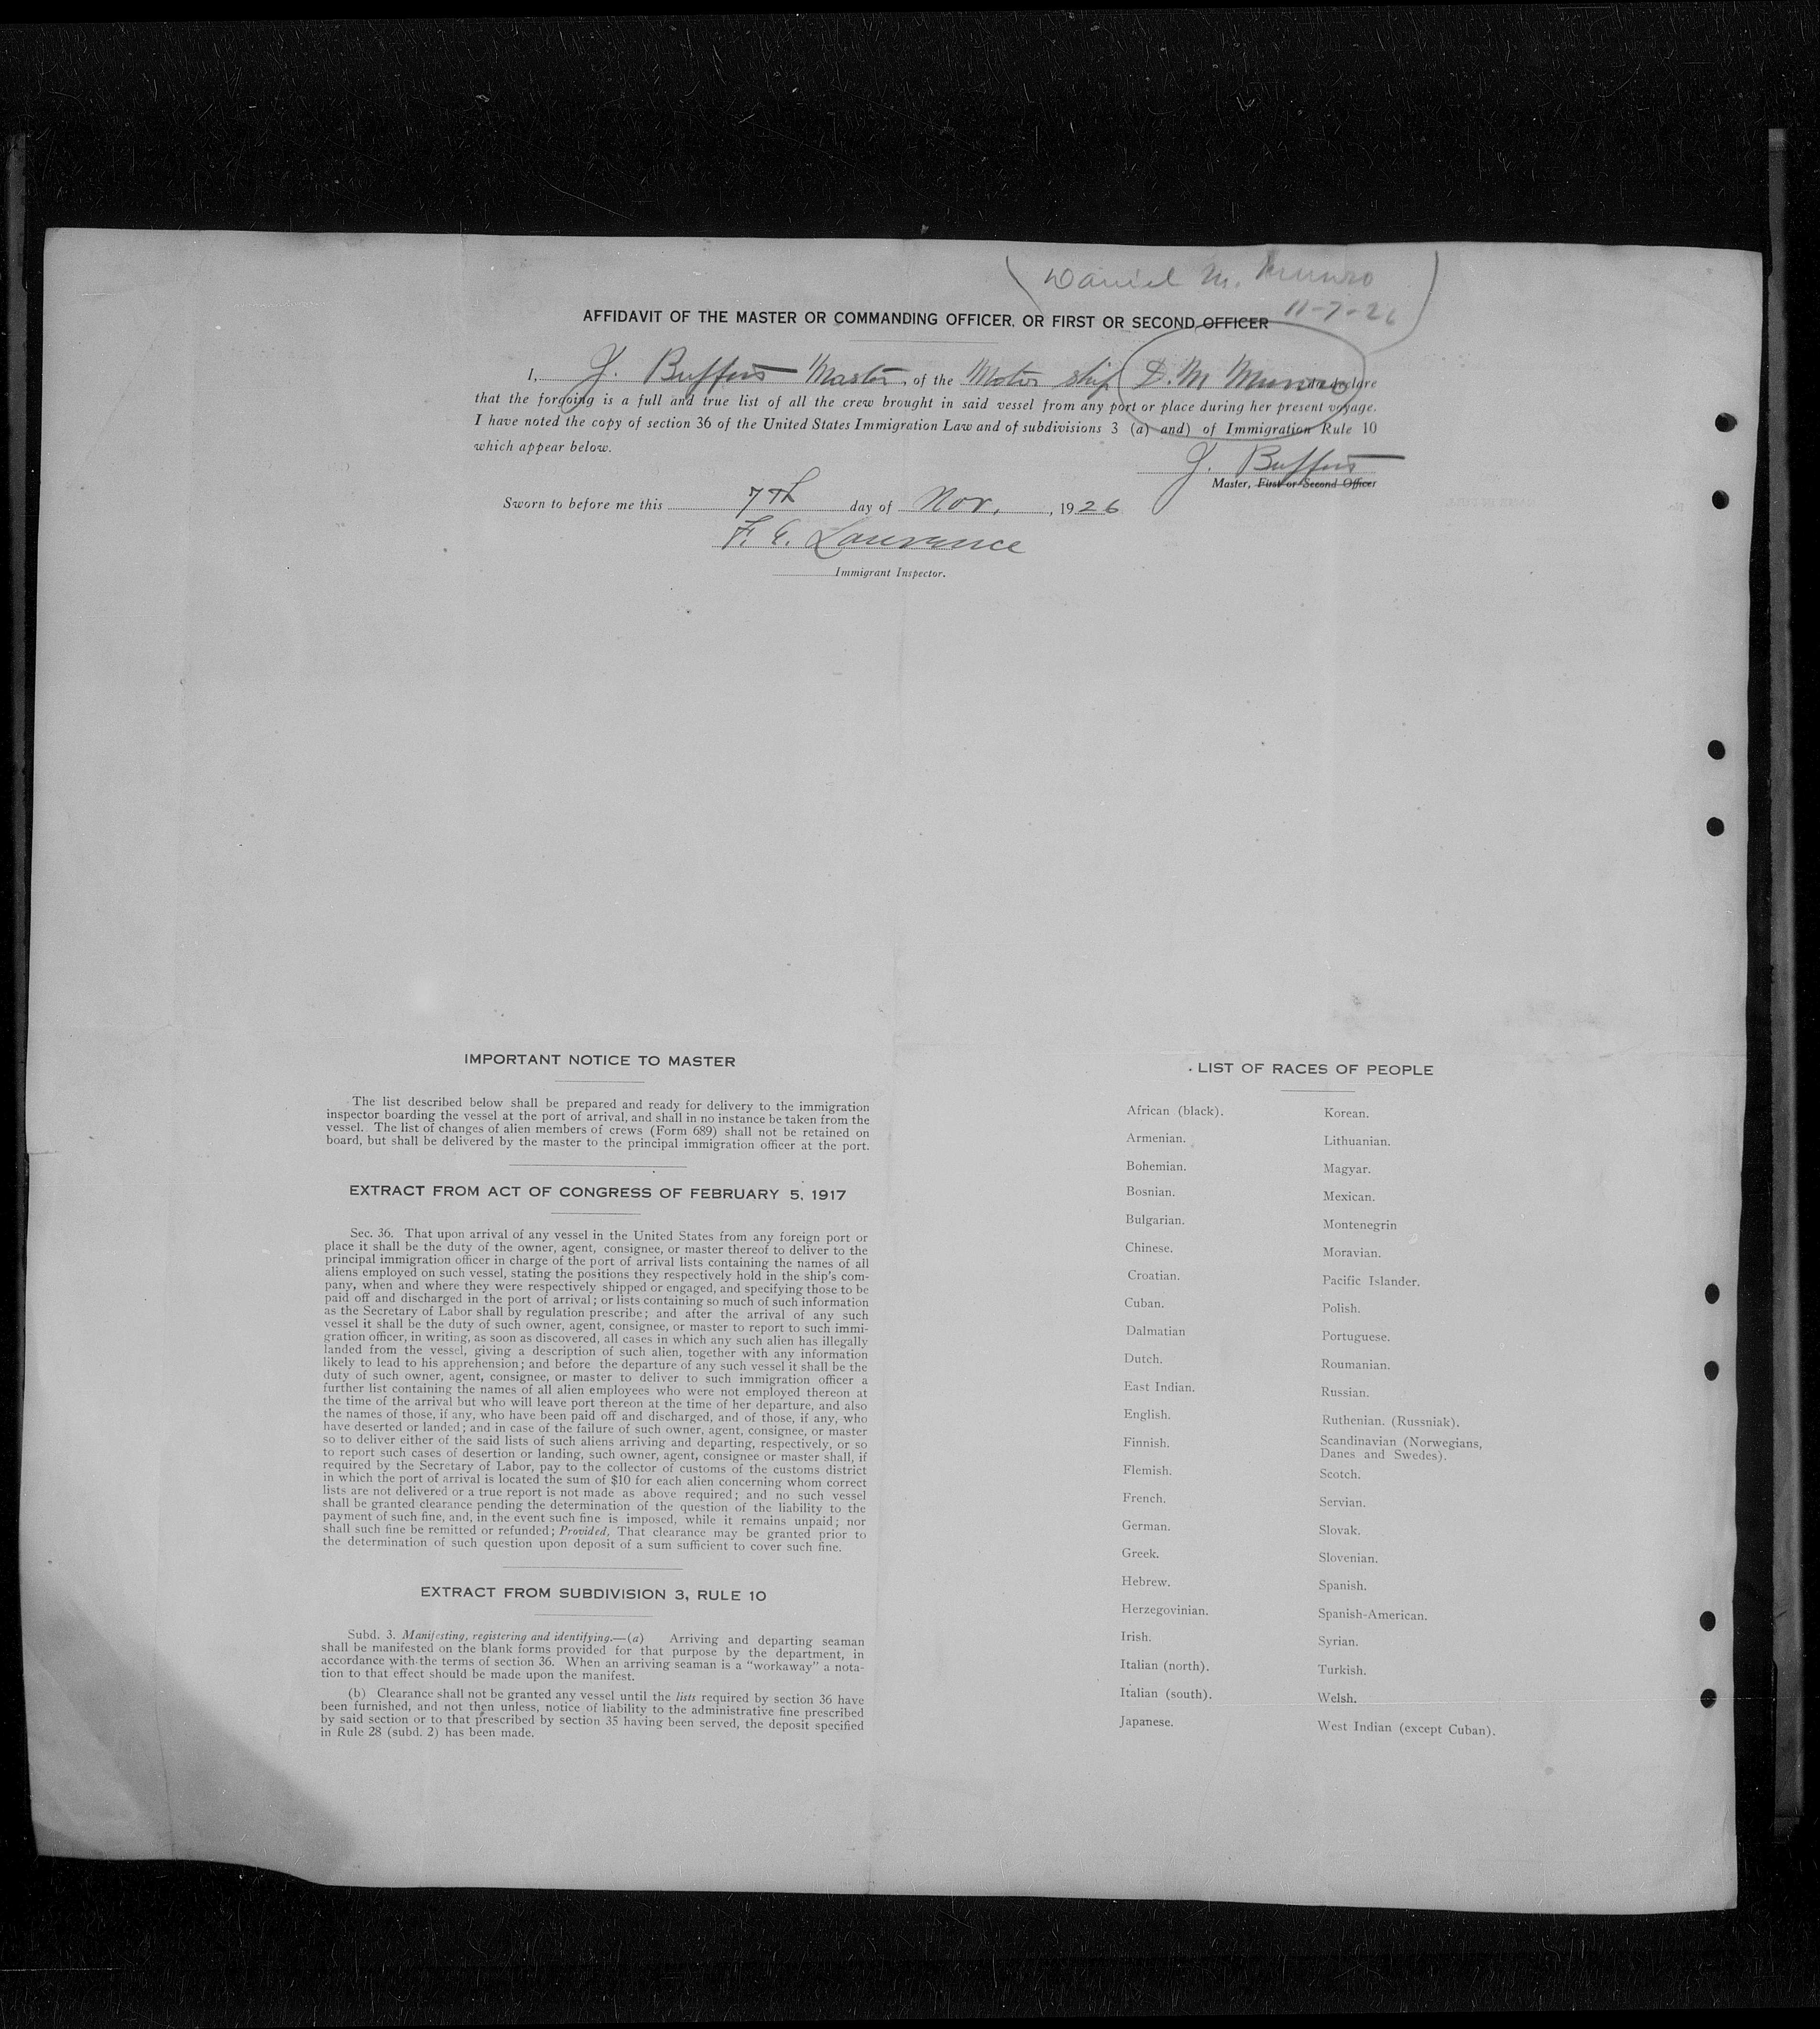 Daniel M. Munro
11-7-26
AFFIDAVIT OF THE MASTER OR COMMANDING OFFICER, OR FIRST OR SECOND OFFICER
I, J. Buffins Master, of the Motor ship D. M Munro do declare
that the forgoing is a full and true list of all the crew brought in said vessel from any port or place during her present voyage.
I have noted the copy of section 36 of the United States Immigration Law and of subdivisions 3 (a) and) of Immigration Rule 10
which appear below.
J. Buffins
Master, First or Second Officer
Sworn to before me this 7th day of Nov., 1926
F. E. Lawrence
Immigrant Inspector.
IMPORTANT NOTICE TO MASTER
The list described below shall be prepared and ready for delivery to the immigration
inspector boarding the vessel at the port of arrival, and shall in no instance be taken from the
vessel. The list of changes of alien members of crews (Form 689) shall not be retained on
board, but shall be delivered by the master to the principal immigration officer at the port.
EXTRACT FROM ACT OF CONGRESS OF FEBRUARY 5, 1917
Sec. 36. That upon arrival of any vessel in the United States from any foreign port or
place it shall be the duty of the owner, agent, consignee, or master thereof to deliver to the
principal immigration officer in charge of the port of arrival lists containing the names of all
aliens employed on such vessel, stating the positions they respectively hold in the ship's com-
pany, when and where they were respectively shipped or engaged, and specifying those to be
paid off and discharged in the port of arrival; or lists containing so much of such information
as the Secretary of Labor shall by regulation prescribe; and after the arrival of any such
vessel it shall be the duty of such owner, agent, consignee, or master to report to such immi-
gration officer, in writing, as soon as discovered, all cases in which any such alien has illegally
landed from the vessel, giving a description of such alien, together with any information
likely to lead to his apprehension; and before the departure of any such vessel it shall be the
duty of such owner, agent, consignee, or master to deliver to such immigration officer a
further list containing the names of all alien employees who were not employed thereon at
the time of the arrival but who will leave port thereon at the time of her departure, and also
the names of those, if any, who have been paid off and discharged, and of those, if any, who
have deserted or landed; and in case of the failure of such owner, agent, consignee, or master
so to deliver either of the said lists of such aliens arriving and departing, respectively, or so
to report such cases of desertion or landing, such owner, agent, consignee or master shall, if
required by the Secretary of Labor, pay to the collector of customs of the customs district
in which the port of arrival is located the sum of $10 for each alien concerning whom correct
lists are not delivered or a true report is not made as above required; and no such vessel
shall be granted clearance pending the determination of the question of the liability to the
payment of such fine, and, in the event such fine is imposed, while it remains unpaid; nor
shall such fine be remitted or refunded; Provided, That clearance may be granted prior to
the determination of such question upon deposit of a sum sufficient to cover such fine.
EXTRACT FROM SUBDIVISION 3, RULE 10
Subd. 3. Manifesting, registering and identifying.—(a) Arriving and departing seaman
shall be manifested on the blank forms provided for that purpose by the department, in
accordance with the terms of section 36. When an arriving seaman is a "workaway" a nota-
tion to that effect should be made upon the manifest.
(b) Clearance shall not be granted any vessel until the lists required by section 36 have
been furnished, and not then unless, notice of liability to the administrative fine prescribed
by said section or to that prescribed by section 35 having been served, the deposit specified
in Rule 28 (subd. 2) has been made.
LIST OF RACES OF PEOPLE
African (black).
Armenian.
Bohemian.
Bosnian.
Bulgarian.
Chinese.
Croatian.
Cuban.
Dalmatian
Dutch.
East Indian.
English.
Finnish.
Flemish.
French.
German.
Greek.
Hebrew.
Herzegovinian.
Irish.
Italian (north).
Italian (south).
Japanese.
Korean.
Lithuanian.
Magyar.
Mexican.
Montenegrin
Moravian.
Pacific Islander.
Polish.
Portuguese.
Roumanian.
Russian.
Ruthenian. (Russniak).
Scandinavian (Norwegians,
Danes and Swedes).
Scotch.
Servian.
Slovak.
Slovenian.
Spanish.
Spanish-American.
Syrian.
Turkish.
Welsh.
West Indian (except Cuban).